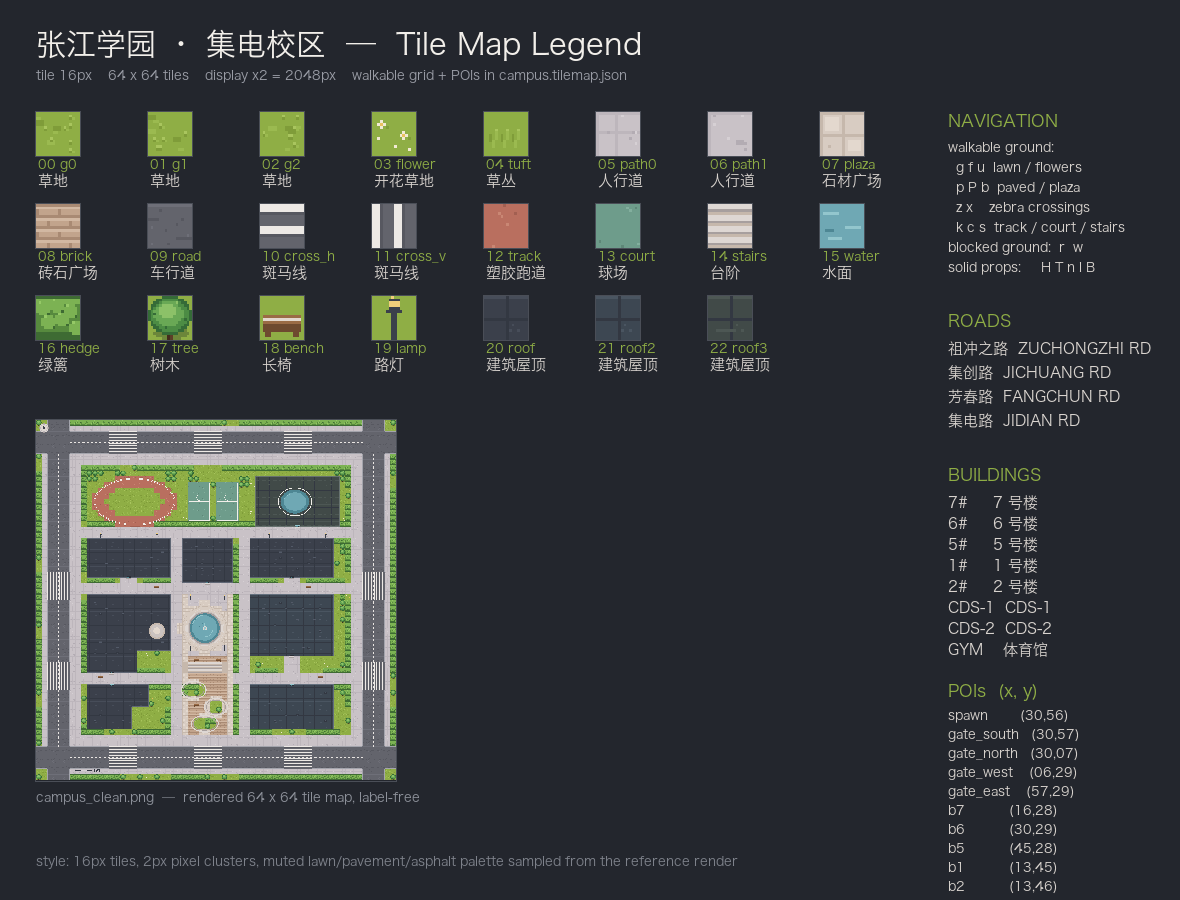 张江学园 · 集电校区 — Tile Map Legend
tile 16px 64 x 64 tiles display x2 = 2048px walkable grid + POIs in campus.tilemap.json
00 g0
草地
01 g1
草地
02 g2
草地
03 flower
开花草地
04 tuft
草丛
05 path0
人行道
06 path1
人行道
07 plaza
石材广场
08 brick
砖石广场
09 road
车行道
10 cross_h
斑马线
11 cross_v
斑马线
12 track
塑胶跑道
13 court
球场
14 stairs
台阶
15 water
水面
16 hedge
绿篱
17 tree
树木
18 bench
长椅
19 lamp
路灯
20 roof
建筑屋顶
21 roof2
建筑屋顶
22 roof3
建筑屋顶
campus_clean.png — rendered 64 x 64 tile map, label-free
style: 16px tiles, 2px pixel clusters, muted lawn/pavement/asphalt palette sampled from the reference render
NAVIGATION
walkable ground:
g f u lawn / flowers
p P b paved / plaza
z x zebra crossings
k c s track / court / stairs
blocked ground: r w
solid props: H T n l B
ROADS
祖冲之路 ZUCHONGZHI RD
集创路 JICHUANG RD
芳春路 FANGCHUN RD
集电路 JIDIAN RD
BUILDINGS
7# 7 号楼
6# 6 号楼
5# 5 号楼
1# 1 号楼
2# 2 号楼
CDS-1 CDS-1
CDS-2 CDS-2
GYM 体育馆
POIs (x, y)
spawn (30,56)
gate_south (30,57)
gate_north (30,07)
gate_west (06,29)
gate_east (57,29)
b7 (16,28)
b6 (30,29)
b5 (45,28)
b1 (13,45)
b2 (13,46)